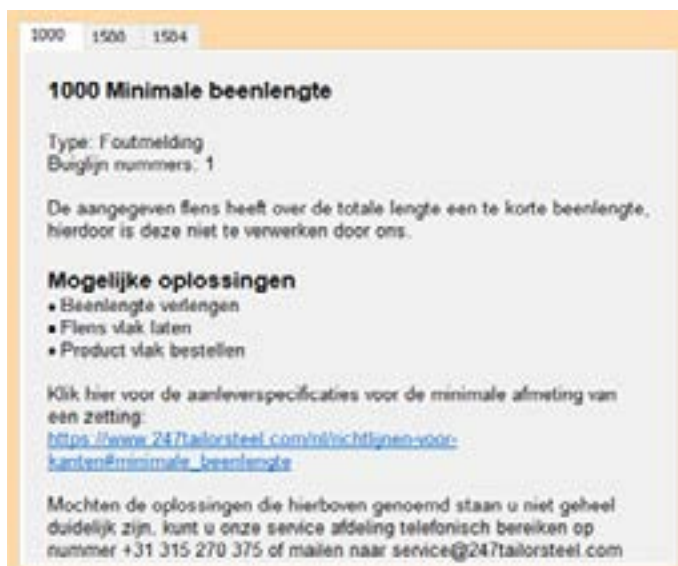 1000 1500 1504
1000 Minimale beenlengte
Type: Foutmelding
Buiglijn nummers: 1
De aangegeven flens heeft over de totale lengte een te korte beenlengte,
hierdoor is deze niet te verwerken door ons.
Mogelijke oplossingen
• Beenlengte verlengen
• Flens vlak laten
• Product vlak bestellen
Klik hier voor de aanleverspecificaties voor de minimale afmeting van
een zetting:
https://www.247tailorsteel.com/nl/richtlijnen-voor-
kanten#minimale_beenlengte
Mochten de oplossingen die hierboven genoemd staan u niet geheel
duidelijk zijn, kunt u onze service afdeling telefonisch bereiken op
nummer +31 315 270 375 of mailen naar service@247tailorsteel.com